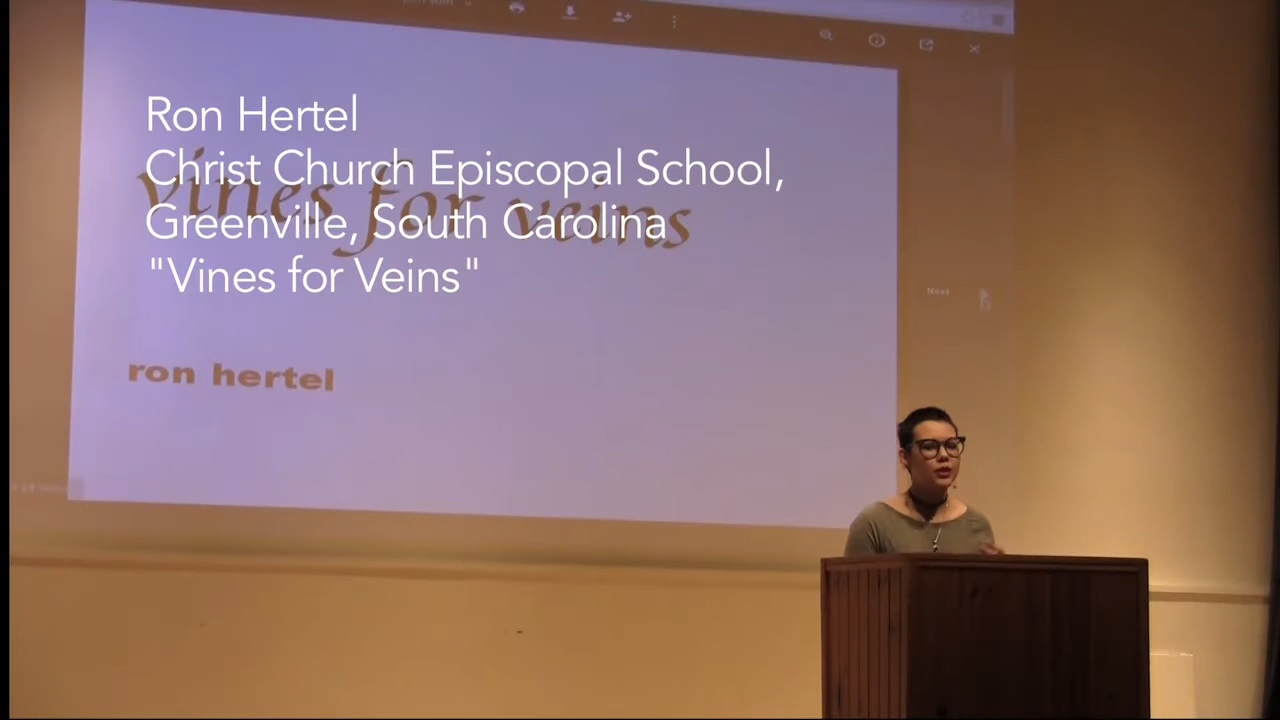 Ron Hertel
Christ Church Episcopal School,
Greenville, South Carolina
"Vines for Veins"
vines for veins
ron hertel
Next